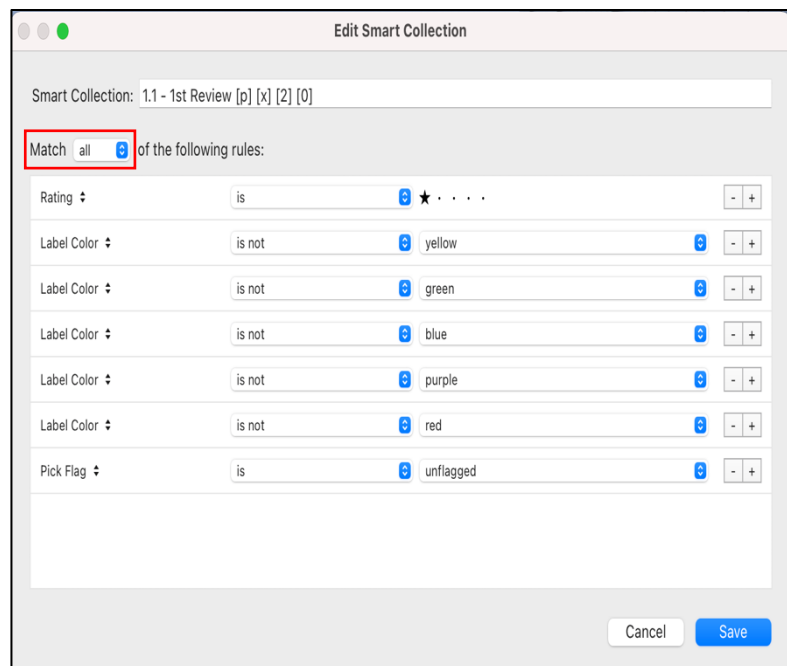 Edit Smart Collection
Smart Collection: 1.1 - 1st Review [p] [x] [2] [0]
Match all of the following rules:
Rating is ★ · · · · - +
Label Color is not yellow - +
Label Color is not green - +
Label Color is not blue - +
Label Color is not purple - +
Label Color is not red - +
Pick Flag is unflagged - +
Cancel Save